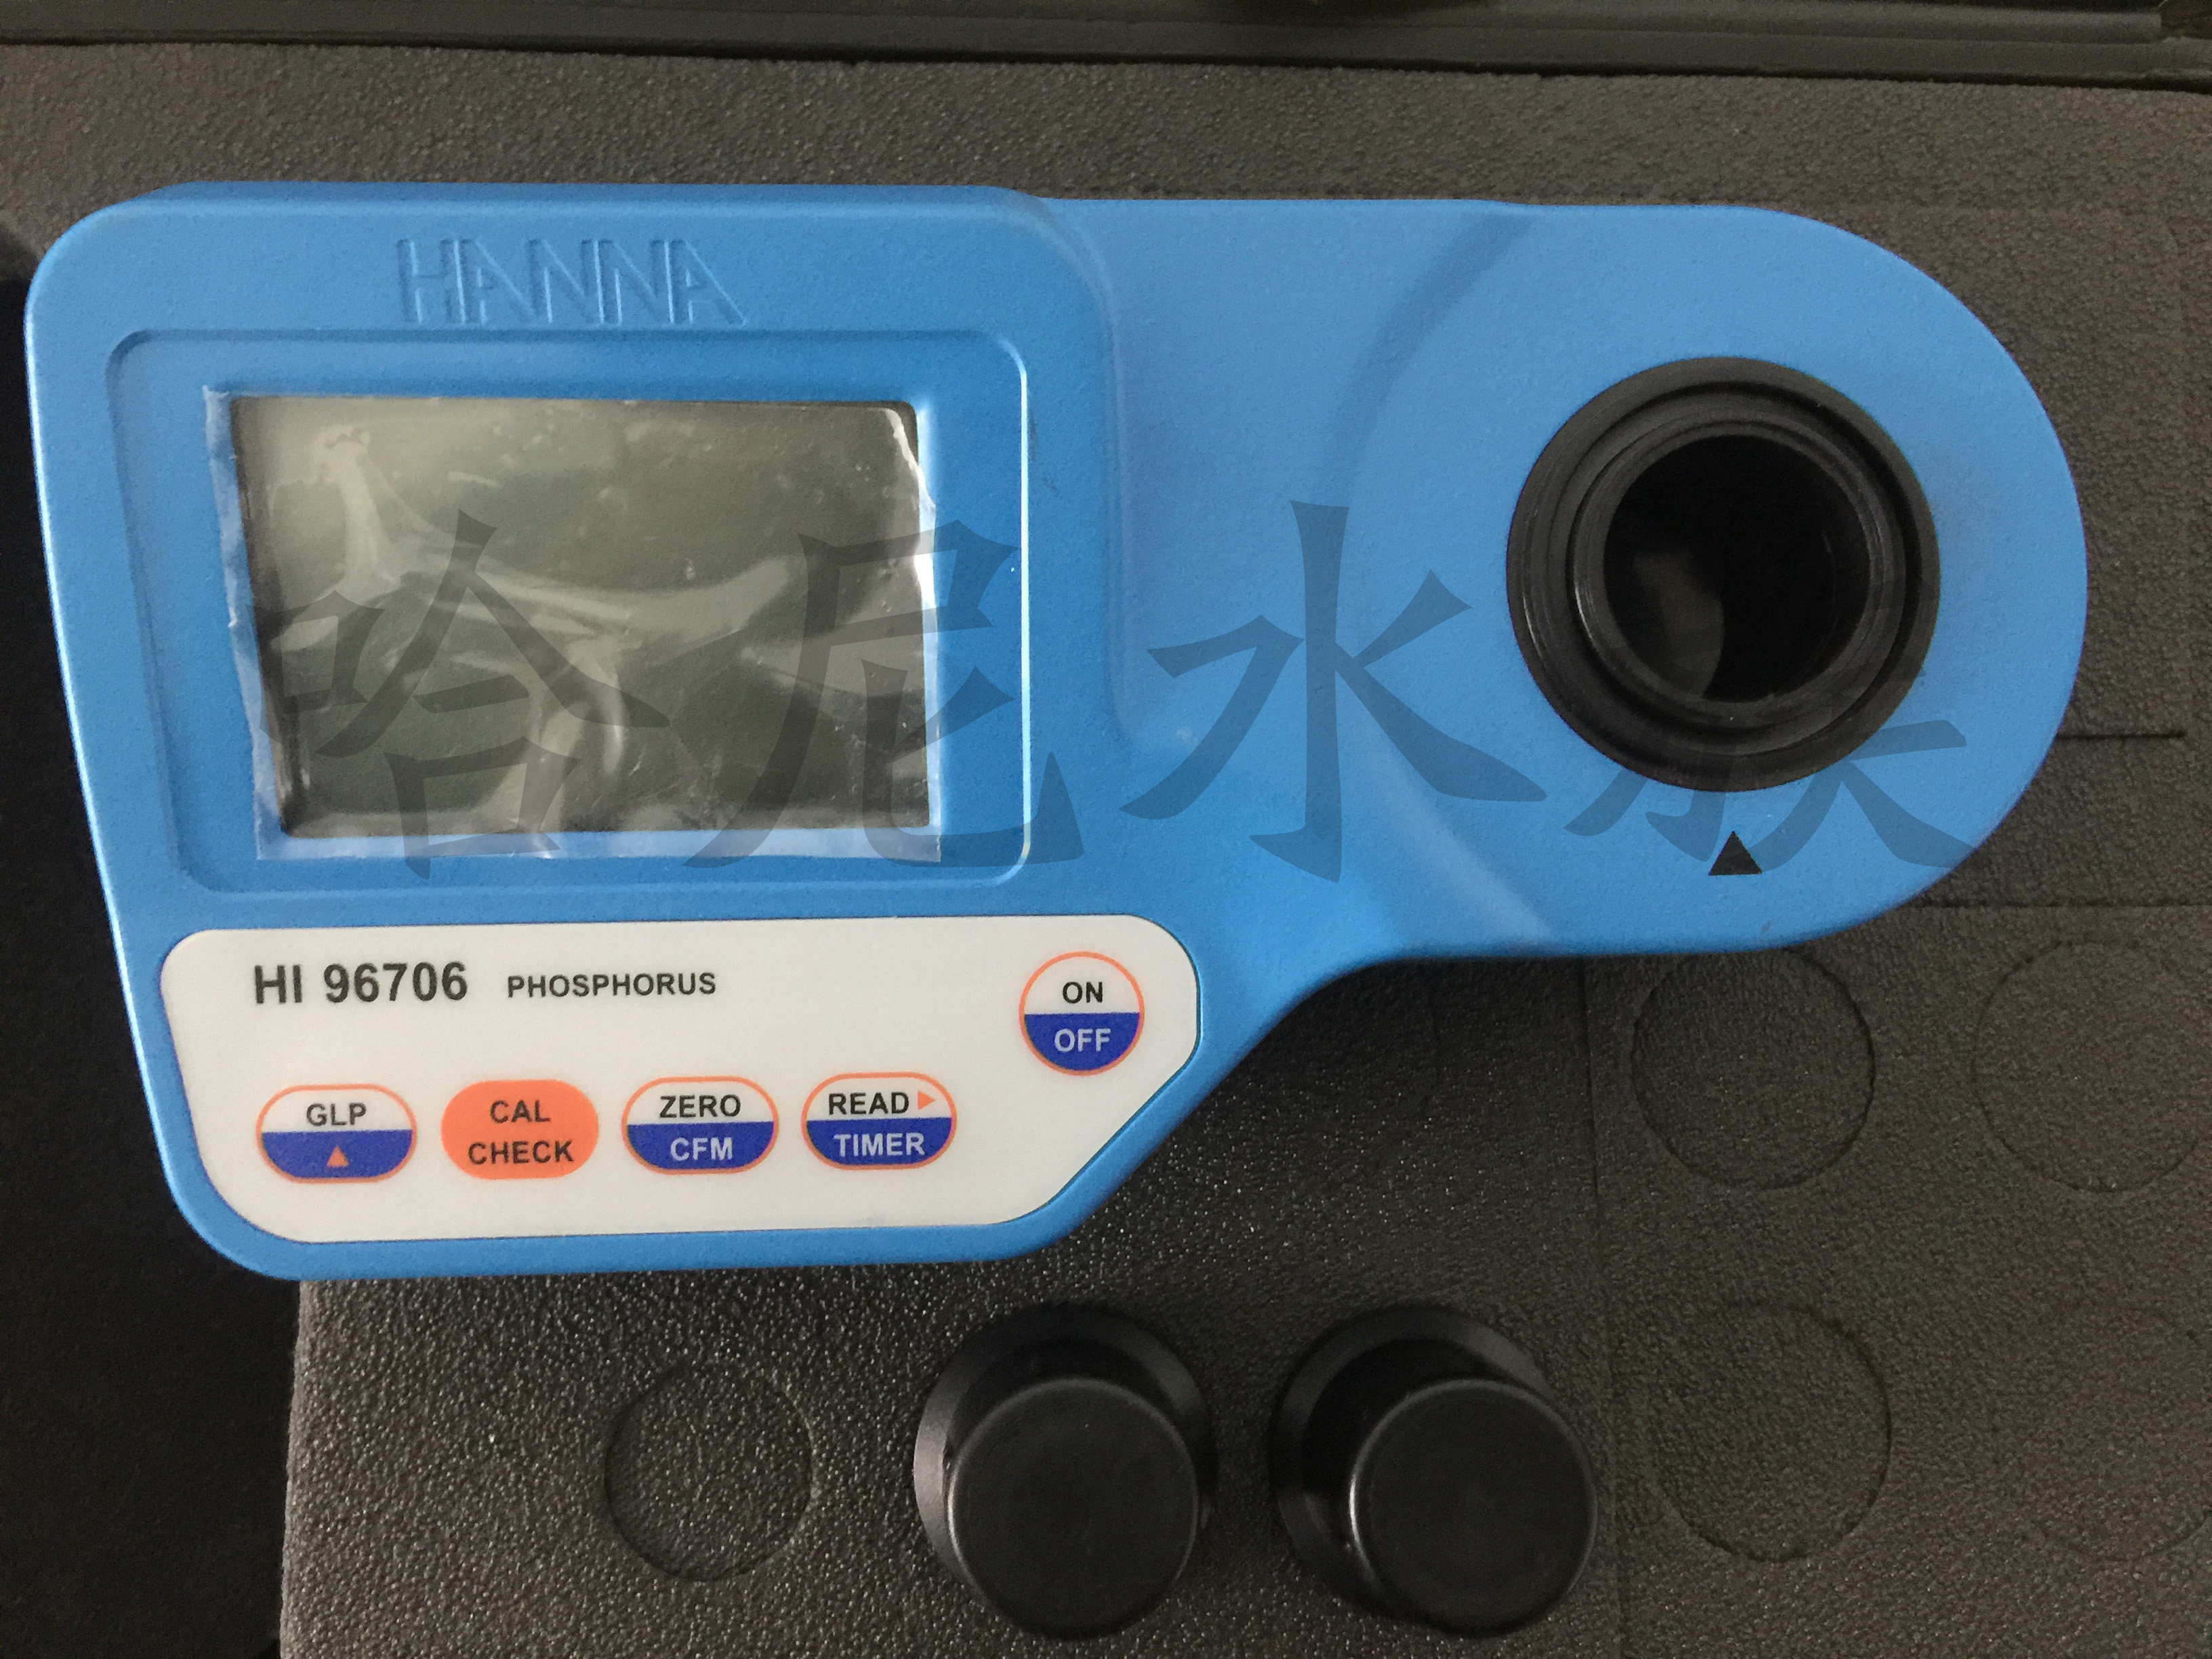 HANNA
哈尼水族
HI 96706 PHOSPHORUS
ON
OFF
GLP
CAL
CHECK
ZERO
CFM
READ
TIMER